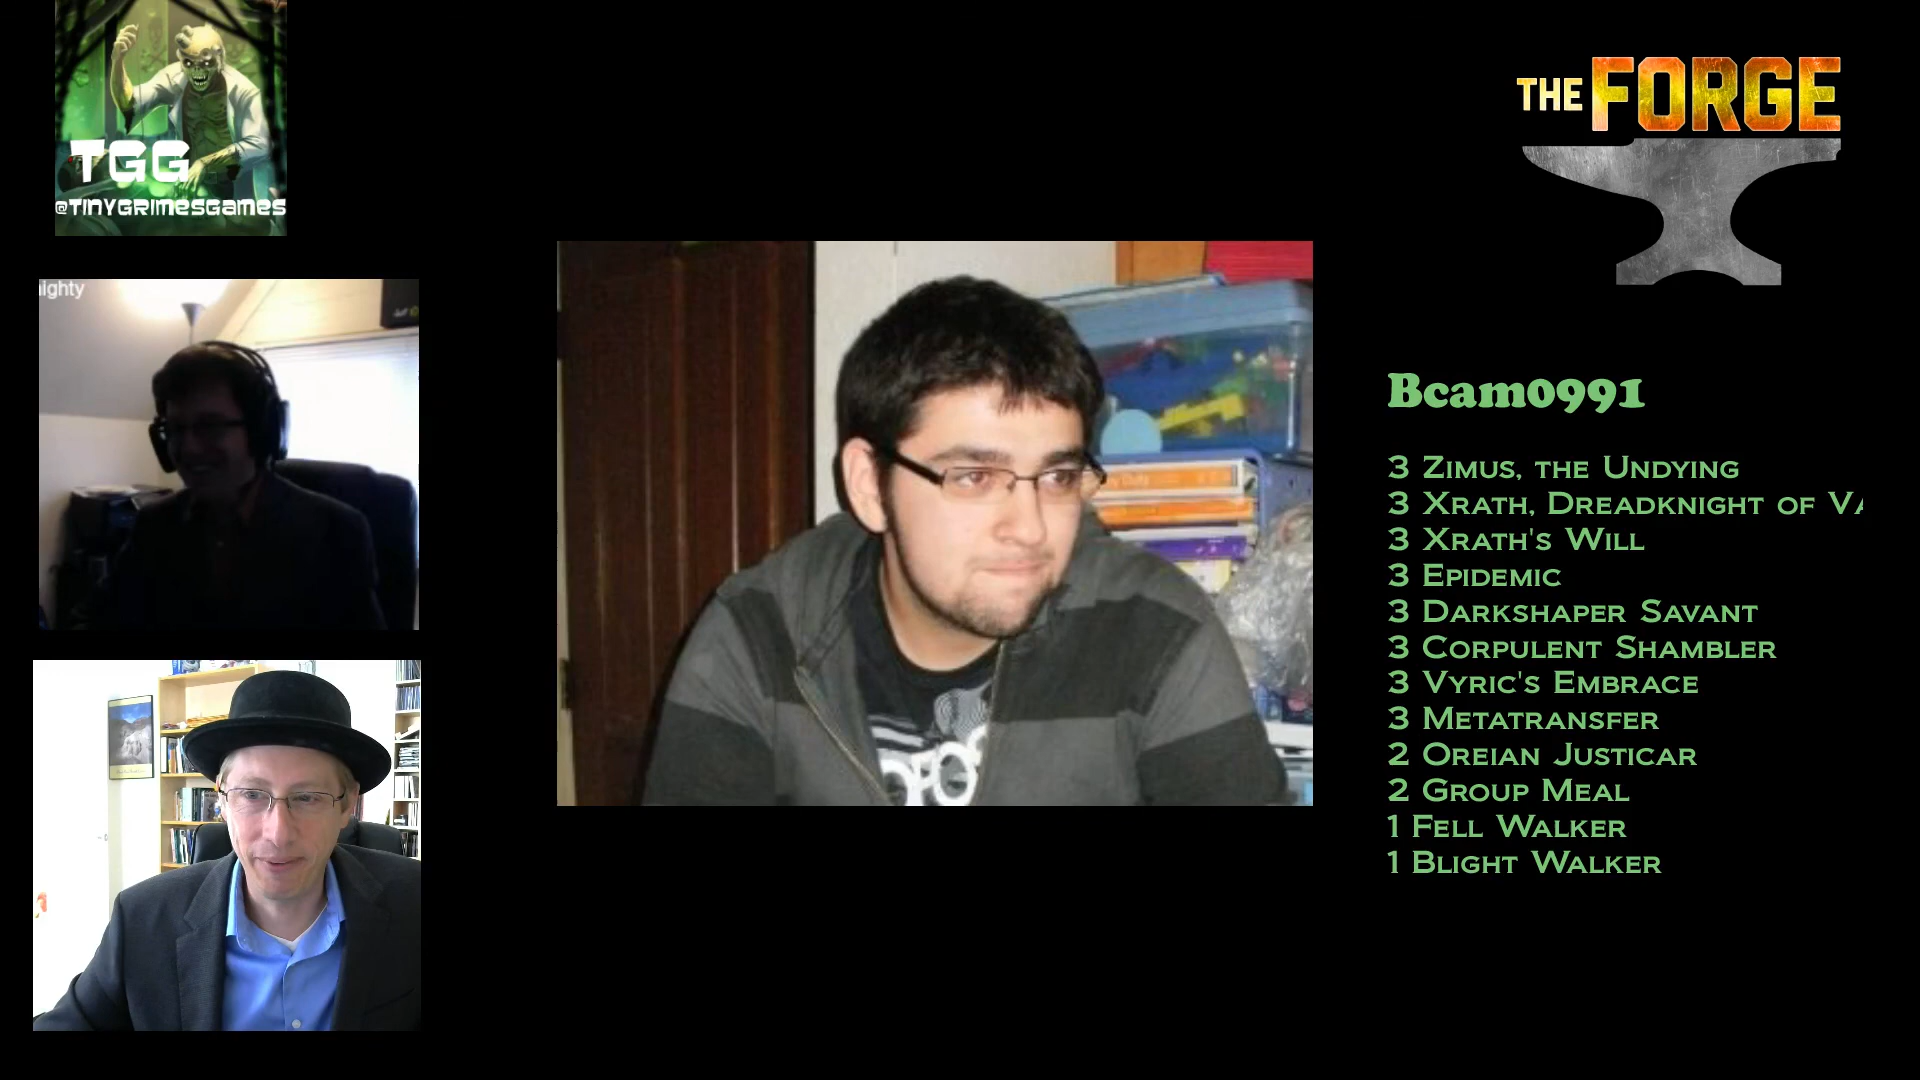 TGG
@TINYGRIMESGAMES
ighty
THE FORGE
Bcam0991
3 Zimus, the Undying
3 Xrath, Dreadknight of
3 Xrath's Will
3 Epidemic
3 Darkshaper Savant
3 Corpulent Shambler
3 Vyric's Embrace
3 Metatransfer
2 Oreian Justicar
2 Group Meal
1 Fell Walker
1 Blight Walker